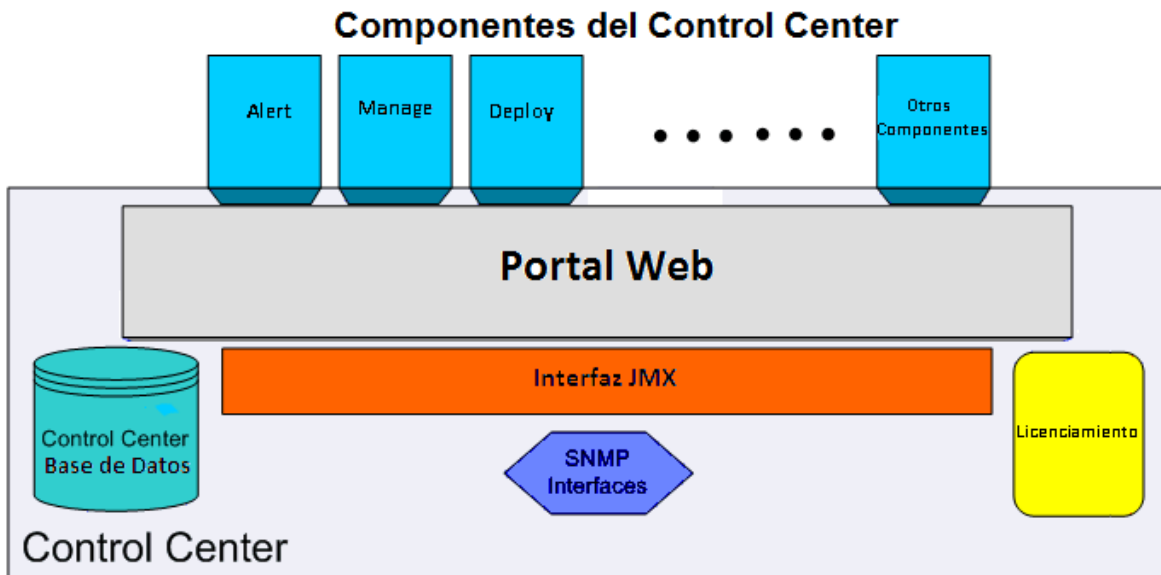 Componentes del Control Center
Alert
Manage
Deploy
Otros
Componentes
Portal Web
Interfaz JMX
Control Center
Base de Datos
Licenciamiento
SNMP
Interfaces
Control Center